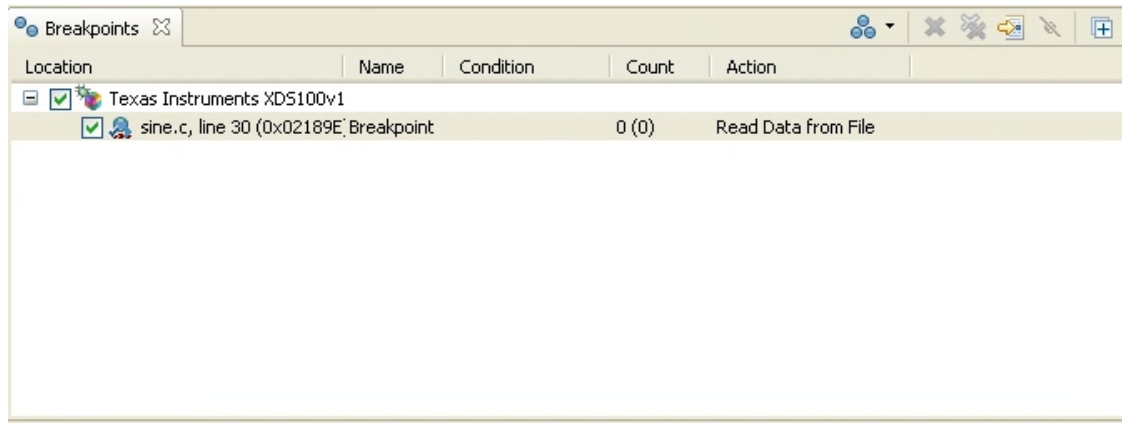 Breakpoints
Location Name Condition Count Action
Texas Instruments XDS100v1
sine.c, line 30 (0x02189E Breakpoint 0 (0) Read Data from File